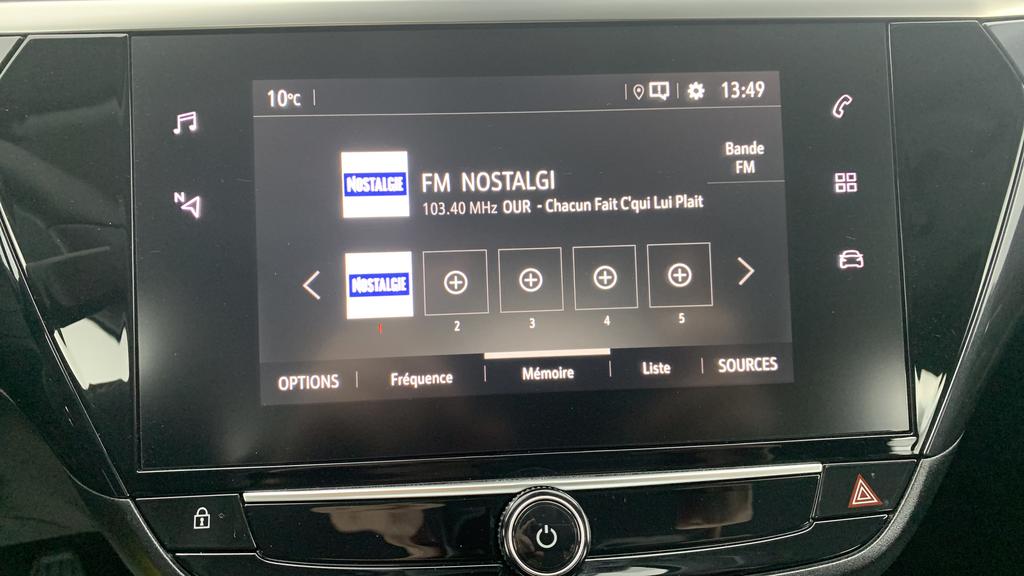 10°C
13:49
N
NOSTALGIE
FM NOSTALGI
103.40 MHz OUR - Chacun Fait C'qui Lui Plait
Bande
FM
NOSTALGIE
1
2
3
4
5
OPTIONS
Fréquence
Mémoire
Liste
SOURCES